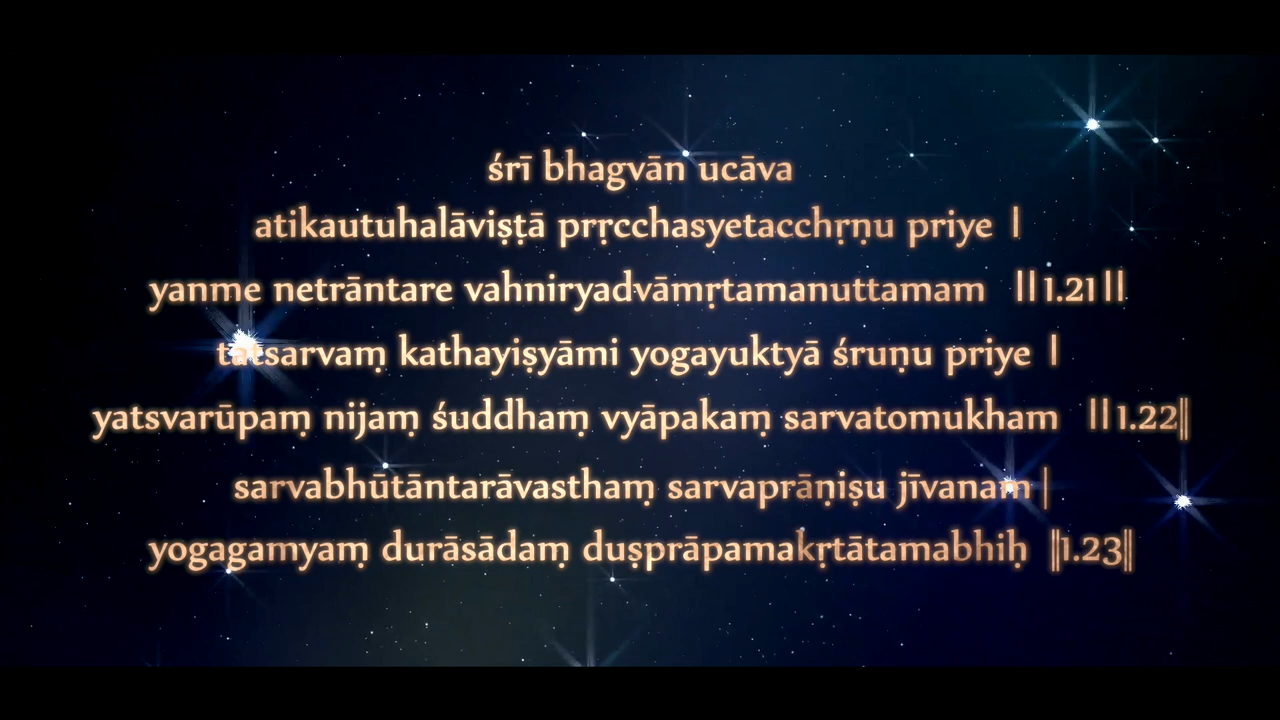 śrī bhagvān ucāva
atikautuhalāviṣṭā prṛcchasyetacchṛṇu priye |
yanme netrāntare vahniryadvāmṛtamanuttamam ||1.21||
tatsarvaṃ kathayiṣyāmi yogayuktyā śruṇu priye |
yatsvarūpaṃ nijaṃ śuddhaṃ vyāpakaṃ sarvatomukham ||1.22||
sarvabhūtāntarāvasthaṃ sarvaprāṇiṣu jīvanam |
yogagamyaṃ durāsādaṃ duṣprāpamakṛtātamabhiḥ ||1.23||